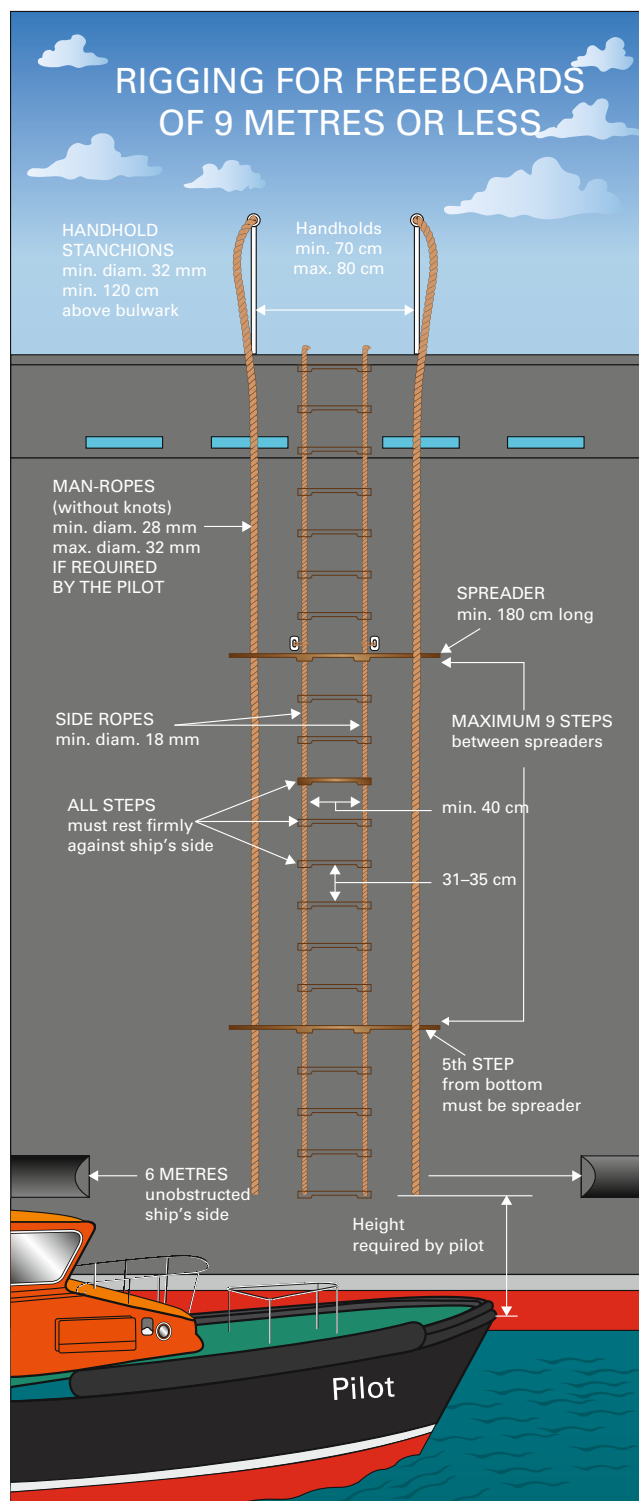 RIGGING FOR FREEBOARDS
OF 9 METRES OR LESS
HANDHOLD
STANCHIONS
min. diam. 32 mm
min. 120 cm
above bulwark
Handholds
min. 70 cm
max. 80 cm
MAN-ROPES
(without knots)
min. diam. 28 mm
max. diam. 32 mm
IF REQUIRED
BY THE PILOT
SPREADER
min. 180 cm long
SIDE ROPES
min. diam. 18 mm
MAXIMUM 9 STEPS
between spreaders
ALL STEPS
must rest firmly
against ship's side
min. 40 cm
31–35 cm
5th STEP
from bottom
must be spreader
6 METRES
unobstructed
ship's side
Height
required by pilot
Pilot